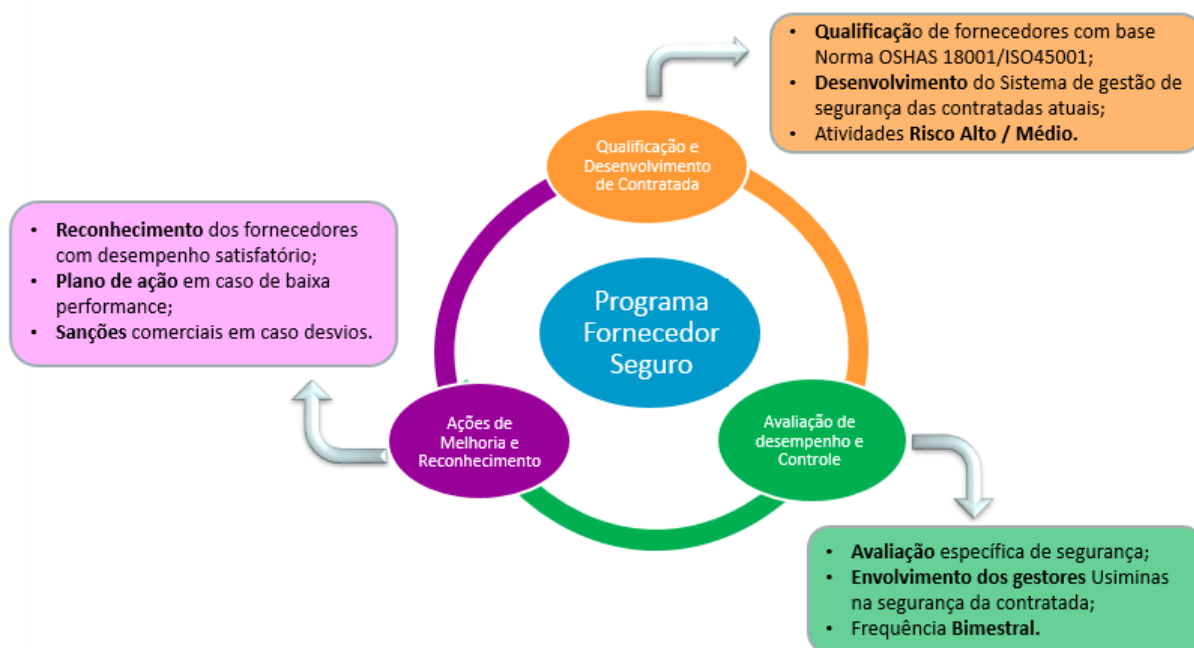 • Qualificação de fornecedores com base
Norma OSHAS 18001/ISO45001;
• Desenvolvimento do Sistema de gestão de
segurança das contratadas atuais;
• Atividades Risco Alto / Médio.
Qualificação e
Desenvolvimento
de Contratada
• Reconhecimento dos fornecedores
com desempenho satisfatório;
• Plano de ação em caso de baixa
performance;
• Sanções comerciais em caso desvios.
Programa
Fornecedor
Seguro
Ações de
Melhoria e
Reconhecimento
Avaliação de
desempenho e
Controle
• Avaliação específica de segurança;
• Envolvimento dos gestores Usiminas
na segurança da contratada;
• Frequência Bimestral.